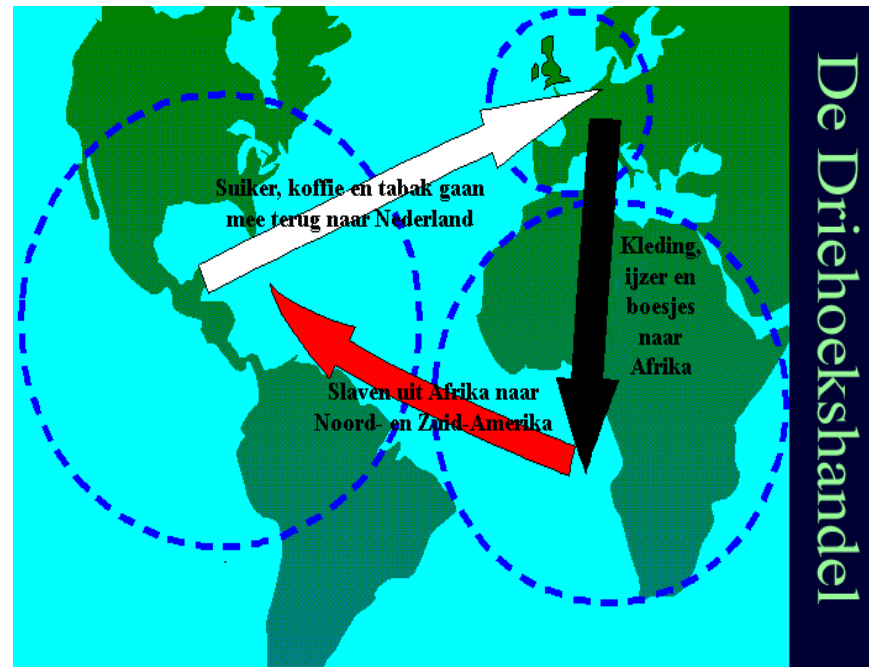 De Driehoekshandel
Suiker, koffie en tabak gaan
mee terug naar Nederland
Kleding,
ijzer en
boesjes
naar
Afrika
Slaven uit Afrika naar
Noord- en Zuid-Amerika